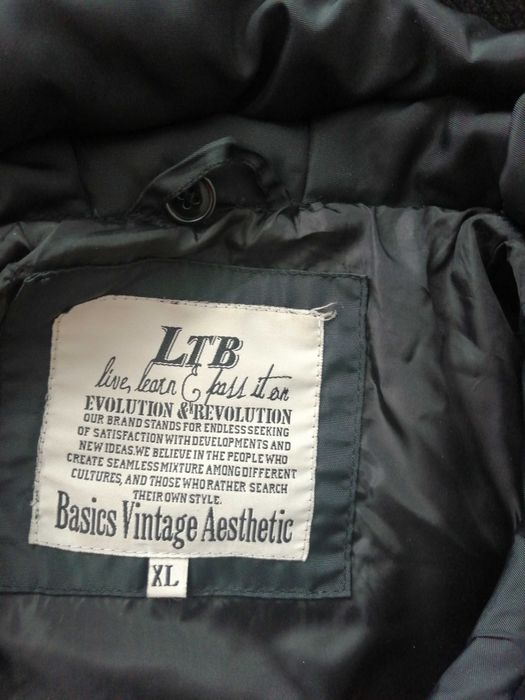 LTB
live, learn & pass it on
EVOLUTION & REVOLUTION
OUR BRAND STANDS FOR ENDLESS SEEKING
OF SATISFACTION WITH DEVELOPMENTS AND
NEW IDEAS.WE BELIEVE IN THE PEOPLE WHO
CREATE SEAMLESS MIXTURE AMONG DIFFERENT
CULTURES, AND THOSE WHO RATHER SEARCH
THEIR OWN STYLE.
Basics Vintage Aesthetic
XL